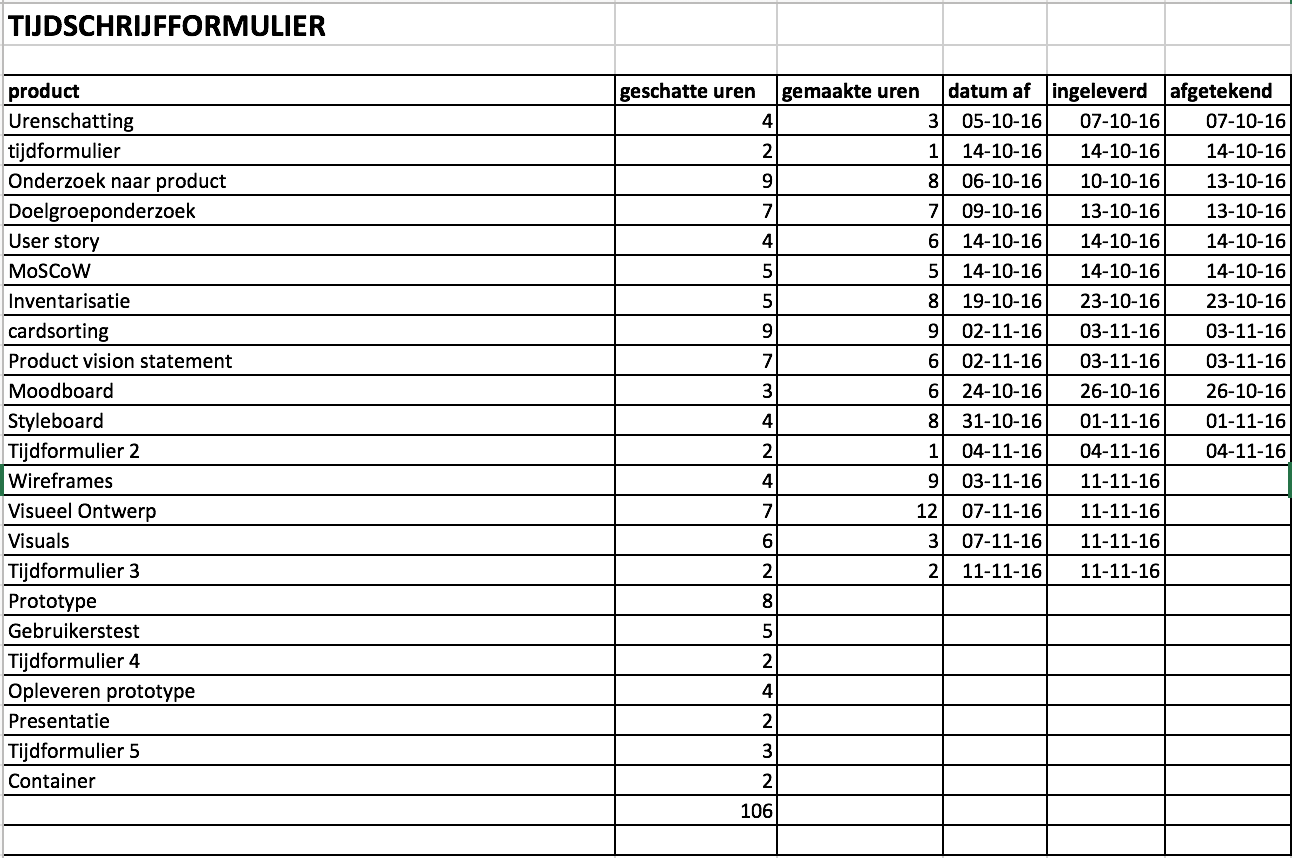 TIJDSCHRIJFFORMULIER
product geschatte uren gemaakte uren datum af ingeleverd afgetekend
Urenschatting 4 3 05-10-16 07-10-16 07-10-16
tijdformulier 2 1 14-10-16 14-10-16 14-10-16
Onderzoek naar product 9 8 06-10-16 10-10-16 13-10-16
Doelgroeponderzoek 7 7 09-10-16 13-10-16 13-10-16
User story 4 6 14-10-16 14-10-16 14-10-16
MoSCoW 5 5 14-10-16 14-10-16 14-10-16
Inventarisatie 5 8 19-10-16 23-10-16 23-10-16
cardsorting 9 9 02-11-16 03-11-16 03-11-16
Product vision statement 7 6 02-11-16 03-11-16 03-11-16
Moodboard 3 6 24-10-16 26-10-16 26-10-16
Styleboard 4 8 31-10-16 01-11-16 01-11-16
Tijdformulier 2 2 1 04-11-16 04-11-16 04-11-16
Wireframes 4 9 03-11-16 11-11-16
Visueel Ontwerp 7 12 07-11-16 11-11-16
Visuals 6 3 07-11-16 11-11-16
Tijdformulier 3 2 2 11-11-16 11-11-16
Prototype 8
Gebruikerstest 5
Tijdformulier 4 2
Opleveren prototype 4
Presentatie 2
Tijdformulier 5 3
Container 2
106